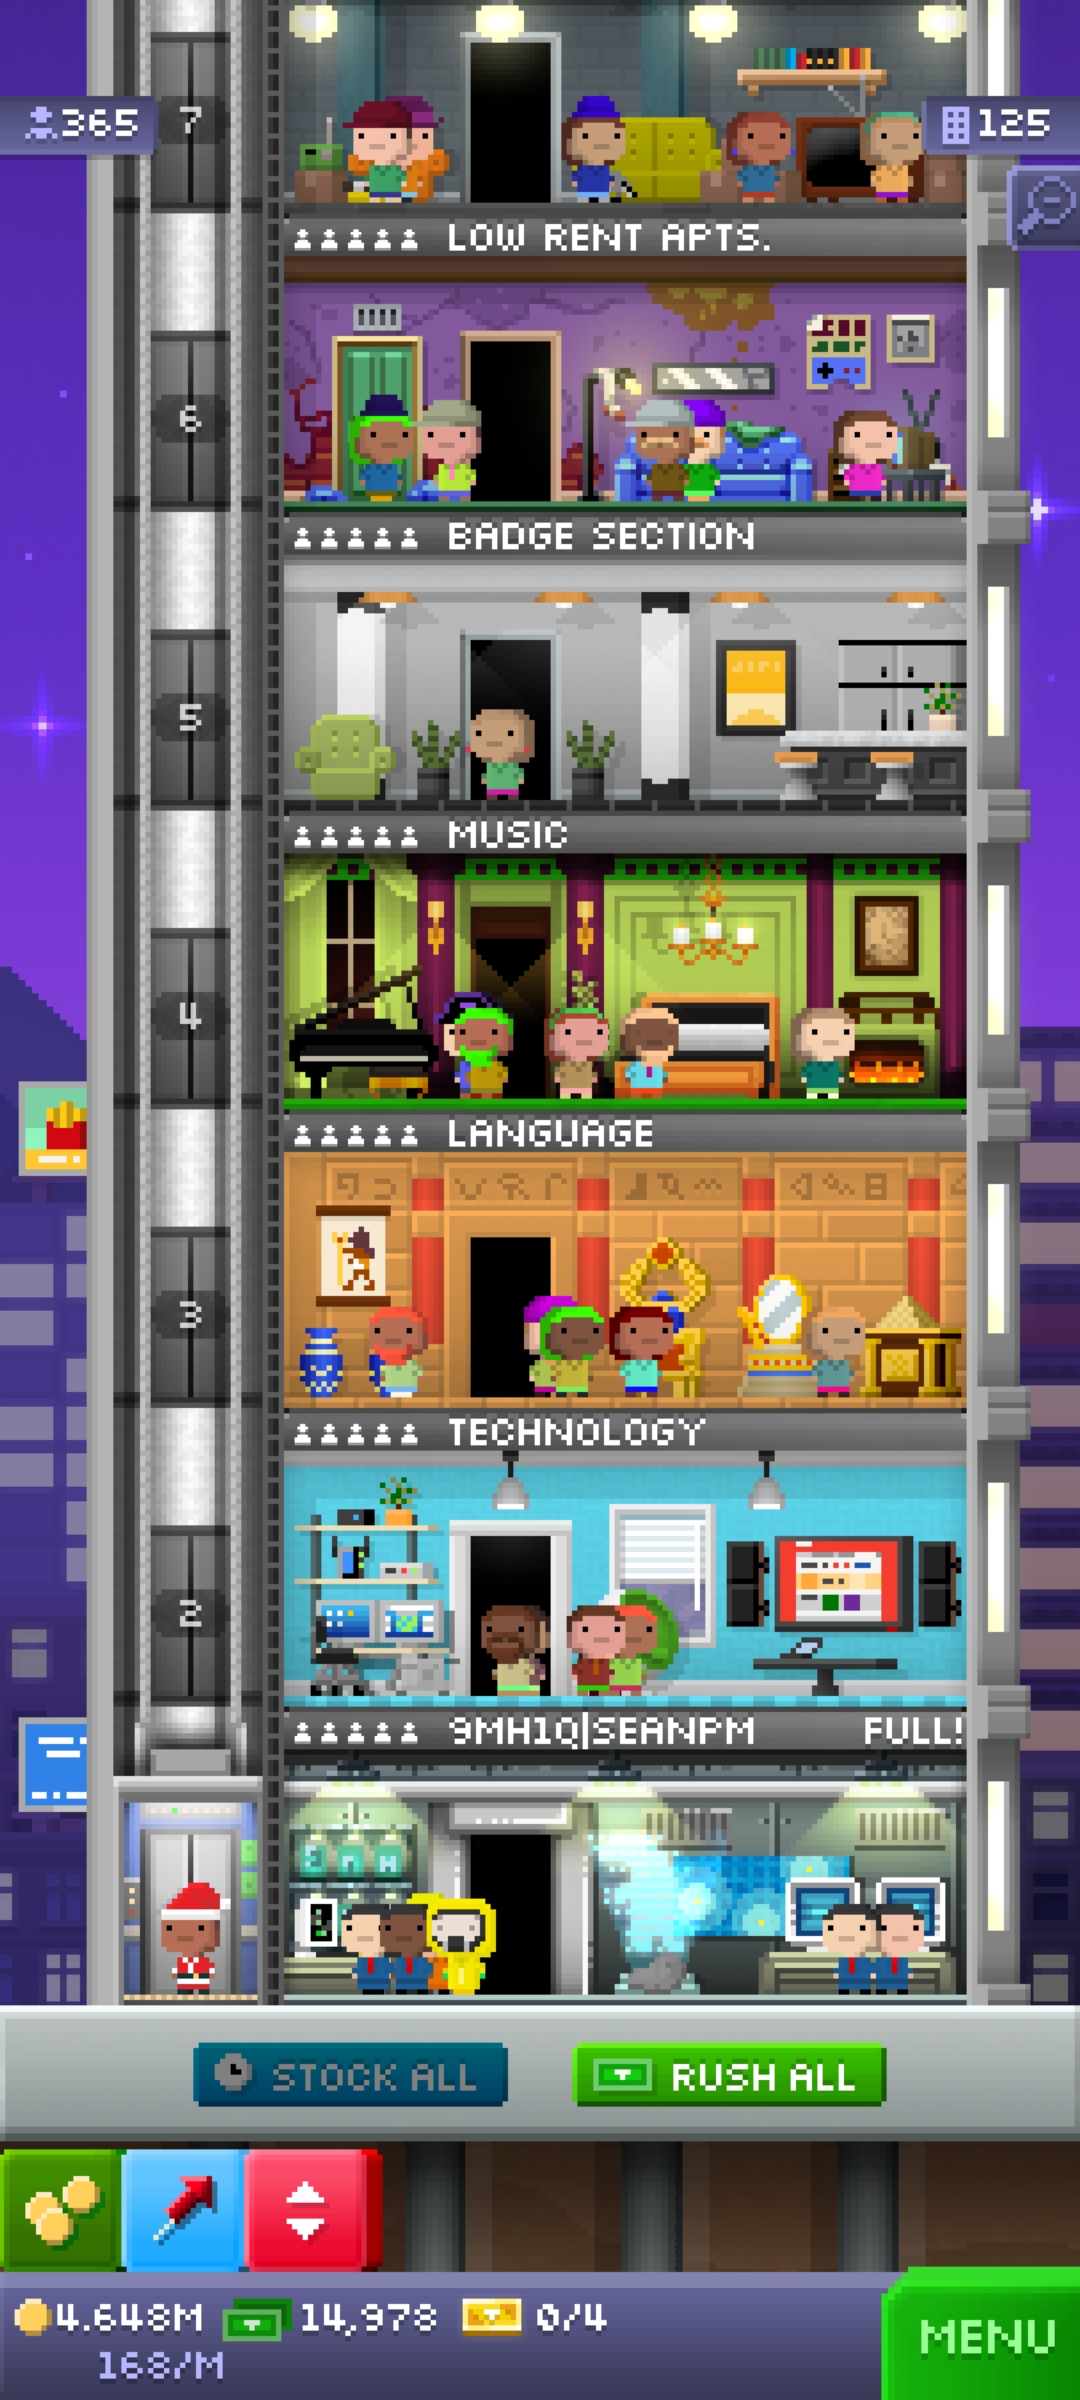 365
7
125
LOW RENT APTS.
6
BADGE SECTION
5
MUSIC
4
LANGUAGE
3
TECHNOLOGY
2
9MH1Q|SEANPM FULL!
STOCK ALL
RUSH ALL
4.648M 14,978 0/4
168/M
MENU